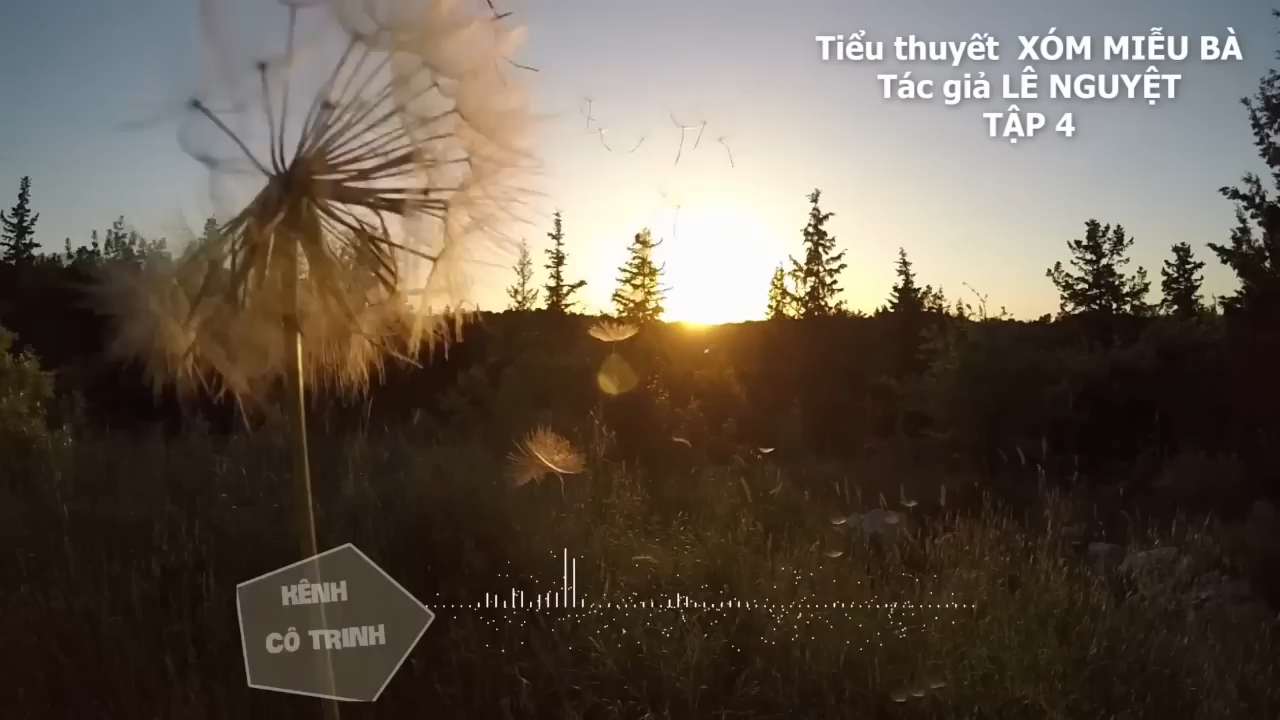 Tiểu thuyết XÓM MIỄU BÀ
Tác giả LÊ NGUYỆT
TẬP 4
KÊNH
CÔ TRINH